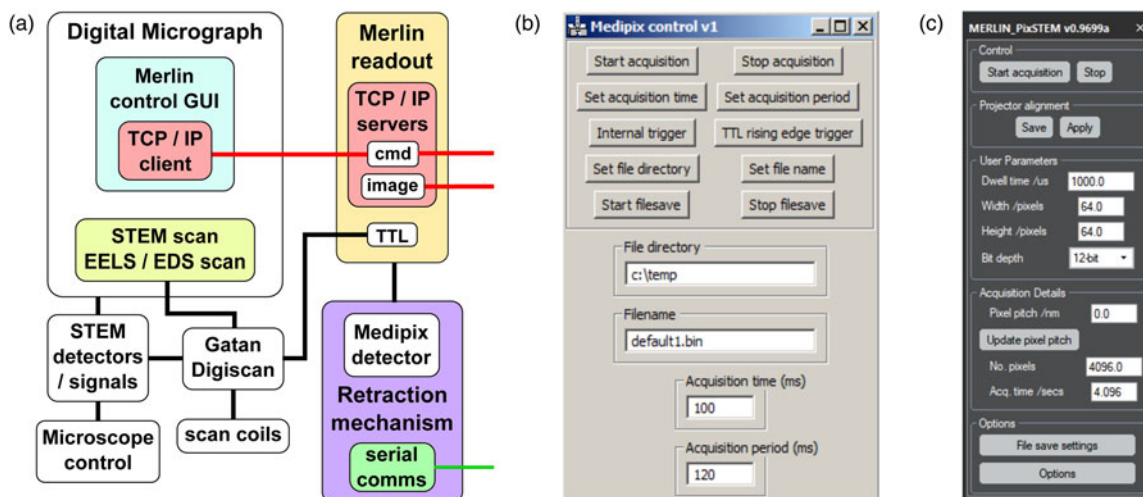 (a)
Digital Micrograph
Merlin
control GUI
TCP / IP
client
STEM scan
EELS / EDS scan
STEM
detectors
/ signals
Gatan
Digiscan
Microscope
control
scan coils
Merlin
readout
TCP / IP
servers
cmd
image
TTL
Medipix
detector
Retraction
mechanism
serial
comms
(b)
Medipix control v1
Start acquisition Stop acquisition
Set acquisition time Set acquisition period
Internal trigger TTL rising edge trigger
Set file directory Set file name
Start filesave Stop filesave
File directory
c:\temp
Filename
default1.bin
Acquisition time (ms)
100
Acquisition period (ms)
120
(c)
MERLIN_PixSTEM v0.9699a
Control
Start acquisition Stop
Projector alignment
Save Apply
User Parameters
Dwell time /us 1000.0
Width /pixels 64.0
Height /pixels 64.0
Bit depth 12-bit
Acquisition Details
Pixel pitch /nm 0.0
Update pixel pitch
No. pixels 4096.0
Acq. time /secs 4.096
Options
File save settings
Options